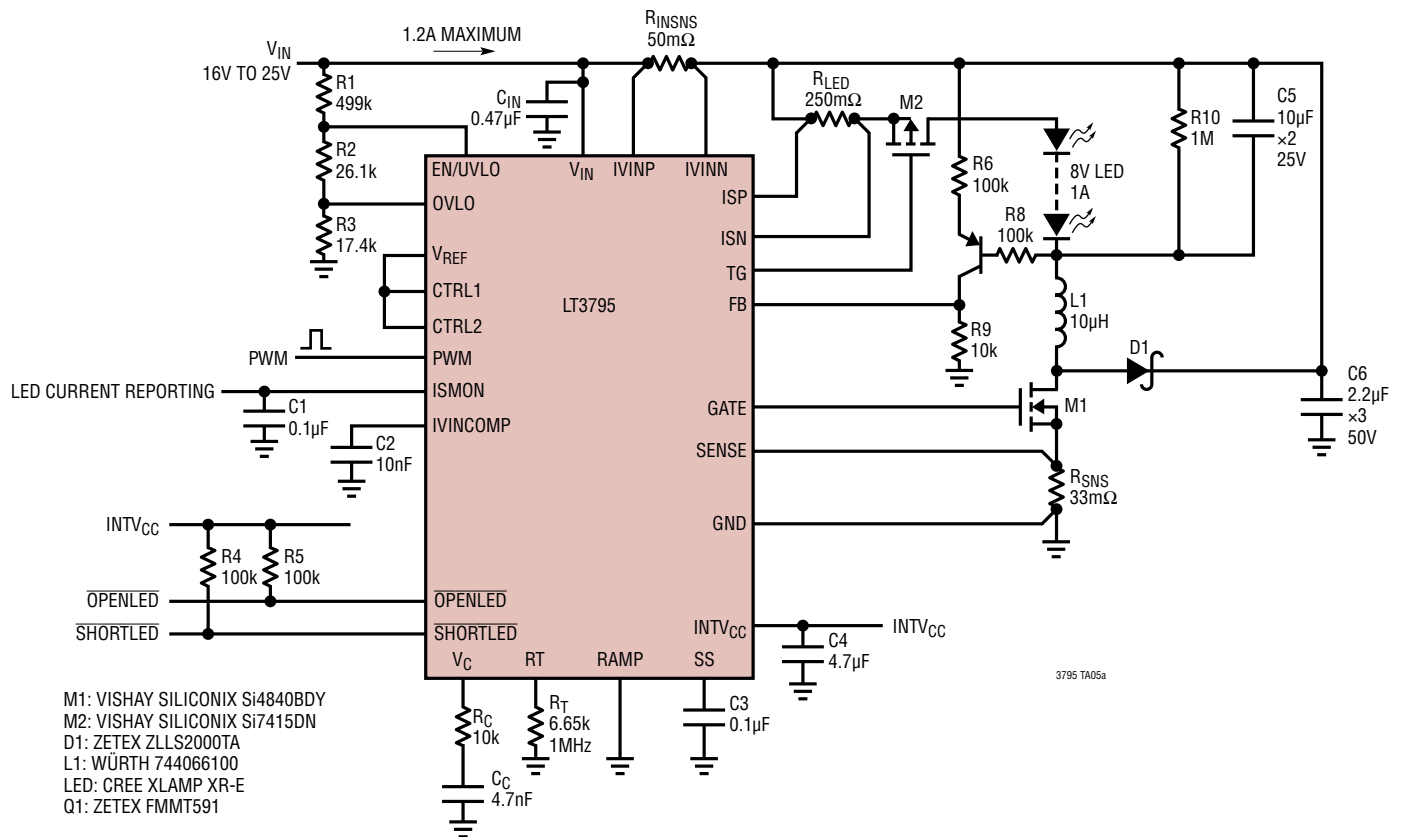 V_IN
16V TO 25V
1.2A MAXIMUM
R_INSNS
50mΩ
R1
499k
C_IN
0.47µF
R2
26.1k
R3
17.4k
R_LED
250mΩ
M2
R6
100k
8V LED
1A
R10
1M
C5
10µF
×2
25V
R8
100k
L1
10µH
R9
10k
D1
M1
C6
2.2µF
×3
50V
R_SNS
33mΩ
EN/UVLO
V_IN
IVINP
IVINN
OVLO
V_REF
CTRL1
CTRL2
PWM
ISMON
IVINCOMP
OPENLED
SHORTLED
V_C
RT
RAMP
SS
LT3795
ISP
ISN
TG
FB
GATE
SENSE
GND
INTV_CC
PWM
LED CURRENT REPORTING
C1
0.1µF
C2
10nF
INTV_CC
R4
100k
R5
100k
OPENLED
SHORTLED
INTV_CC
C4
4.7µF
R_C
10k
C_C
4.7nF
R_T
6.65k
1MHz
C3
0.1µF
3795 TA05a
M1: VISHAY SILICONIX Si4840BDY
M2: VISHAY SILICONIX Si7415DN
D1: ZETEX ZLLS2000TA
L1: WÜRTH 744066100
LED: CREE XLAMP XR-E
Q1: ZETEX FMMT591